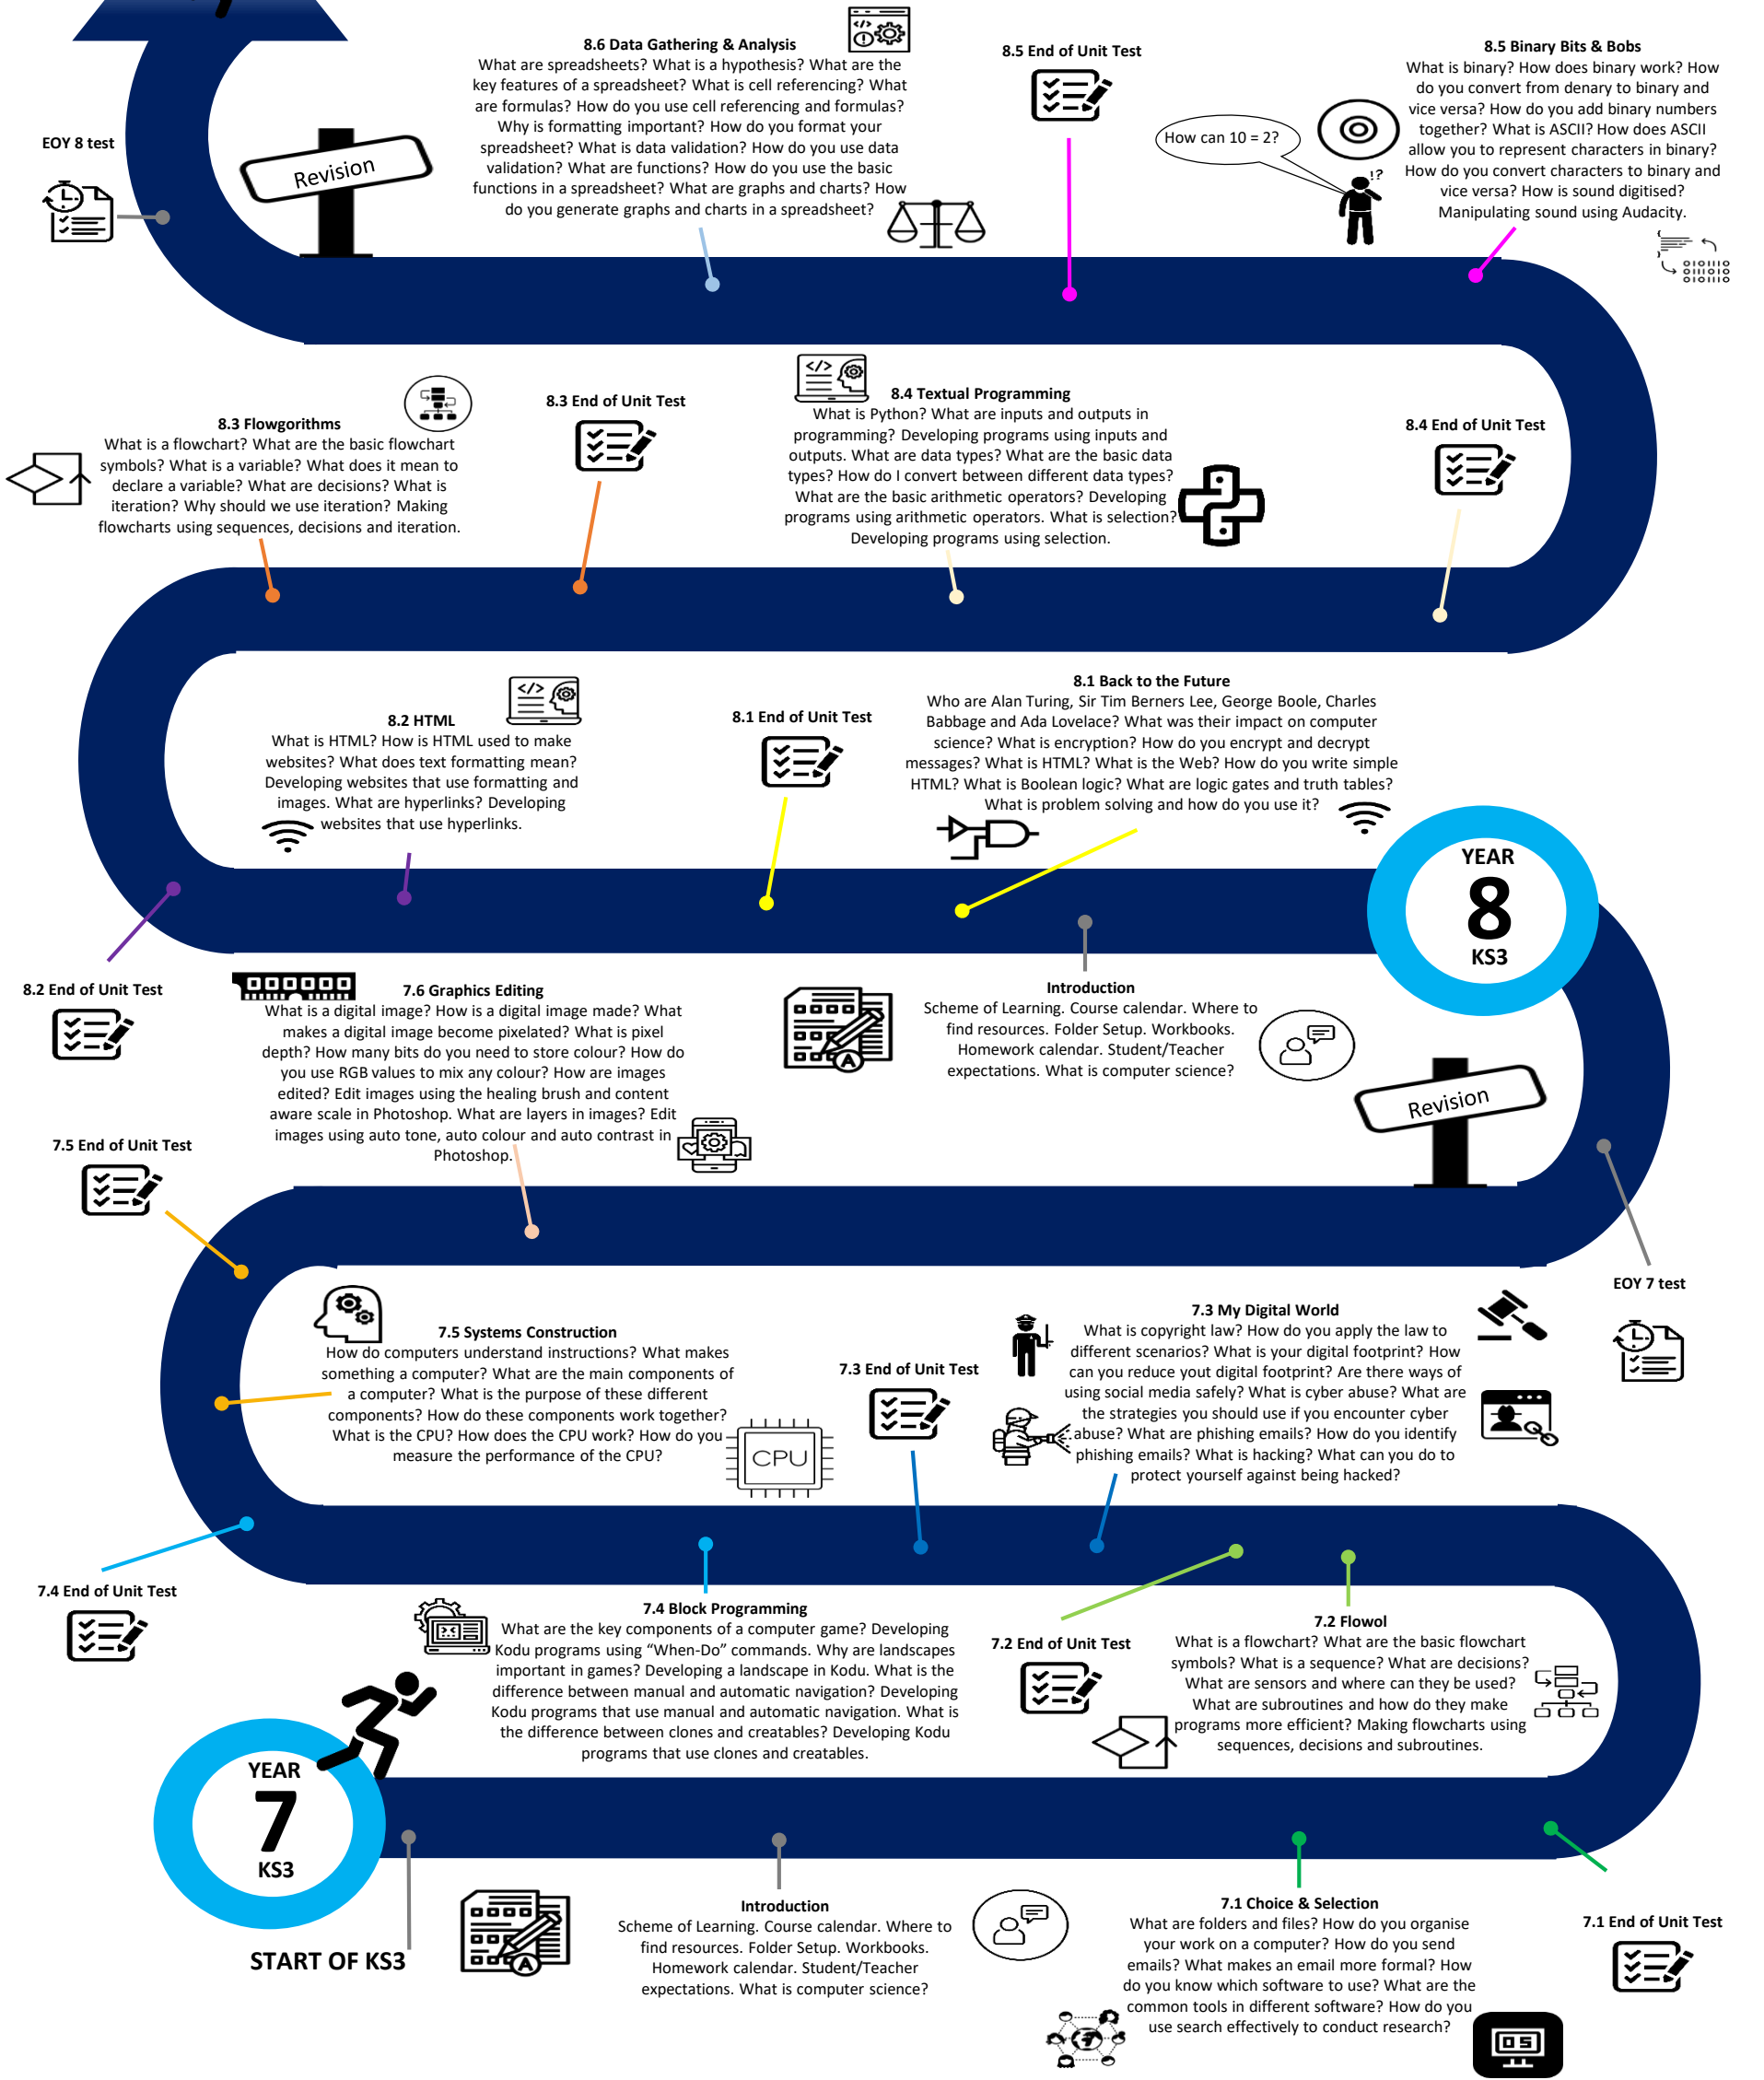 8.6 Data Gathering & Analysis
What are spreadsheets? What is a hypothesis? What are the
key features of a spreadsheet? What is cell referencing? What
are formulas? How do you use cell referencing and formulas?
Why is formatting important? How do you format your
spreadsheet? What is data validation? How do you use data
validation? What are functions? How do you use the basic
functions in a spreadsheet? What are graphs and charts? How
do you generate graphs and charts in a spreadsheet?
8.5 End of Unit Test
8.5 Binary Bits & Bobs
What is binary? How does binary work? How
do you convert from denary to binary and
vice versa? How do you add binary numbers
together? What is ASCII? How does ASCII
allow you to represent characters in binary?
How do you convert characters to binary and
vice versa? How is sound digitised?
Manipulating sound using Audacity.
How can 10 = 2?
!?
010110
011010
010110
EOY 8 test
Revision
8.3 Flowgorithms
What is a flowchart? What are the basic flowchart
symbols? What is a variable? What does it mean to
declare a variable? What are decisions? What is
iteration? Why should we use iteration? Making
flowcharts using sequences, decisions and iteration.
8.3 End of Unit Test
8.4 Textual Programming
What is Python? What are inputs and outputs in
programming? Developing programs using inputs and
outputs. What are data types? What are the basic data
types? How do I convert between different data types?
What are the basic arithmetic operators? Developing
programs using arithmetic operators. What is selection?
Developing programs using selection.
8.4 End of Unit Test
8.2 HTML
What is HTML? How is HTML used to make
websites? What does text formatting mean?
Developing websites that use formatting and
images. What are hyperlinks? Developing
websites that use hyperlinks.
8.1 End of Unit Test
8.1 Back to the Future
Who are Alan Turing, Sir Tim Berners Lee, George Boole, Charles
Babbage and Ada Lovelace? What was their impact on computer
science? What is encryption? How do you encrypt and decrypt
messages? What is HTML? What is the Web? How do you write simple
HTML? What is Boolean logic? What are logic gates and truth tables?
What is problem solving and how do you use it?
YEAR
8
KS3
8.2 End of Unit Test
7.6 Graphics Editing
What is a digital image? How is a digital image made? What
makes a digital image become pixelated? What is pixel
depth? How many bits do you need to store colour? How do
you use RGB values to mix any colour? How are images
edited? Edit images using the healing brush and content
aware scale in Photoshop. What are layers in images? Edit
images using auto tone, auto colour and auto contrast in
Photoshop.
A
Introduction
Scheme of Learning. Course calendar. Where to
find resources. Folder Setup. Workbooks.
Homework calendar. Student/Teacher
expectations. What is computer science?
Revision
7.5 End of Unit Test
EOY 7 test
7.5 Systems Construction
How do computers understand instructions? What makes
something a computer? What are the main components of
a computer? What is the purpose of these different
components? How do these components work together?
What is the CPU? How does the CPU work? How do you
measure the performance of the CPU?
CPU
7.3 End of Unit Test
7.3 My Digital World
What is copyright law? How do you apply the law to
different scenarios? What is your digital footprint? How
can you reduce yout digital footprint? Are there ways of
using social media safely? What is cyber abuse? What are
the strategies you should use if you encounter cyber
abuse? What are phishing emails? How do you identify
phishing emails? What is hacking? What can you do to
protect yourself against being hacked?
7.4 End of Unit Test
7.4 Block Programming
What are the key components of a computer game? Developing
Kodu programs using “When-Do” commands. Why are landscapes
important in games? Developing a landscape in Kodu. What is the
difference between manual and automatic navigation? Developing
Kodu programs that use manual and automatic navigation. What is
the difference between clones and creatables? Developing Kodu
programs that use clones and creatables.
7.2 End of Unit Test
7.2 Flowol
What is a flowchart? What are the basic flowchart
symbols? What is a sequence? What are decisions?
What are sensors and where can they be used?
What are subroutines and how do they make
programs more efficient? Making flowcharts using
sequences, decisions and subroutines.
YEAR
7
KS3
START OF KS3
A
Introduction
Scheme of Learning. Course calendar. Where to
find resources. Folder Setup. Workbooks.
Homework calendar. Student/Teacher
expectations. What is computer science?
7.1 Choice & Selection
What are folders and files? How do you organise
your work on a computer? How do you send
emails? What makes an email more formal? How
do you know which software to use? What are the
common tools in different software? How do you
use search effectively to conduct research?
OS
7.1 End of Unit Test